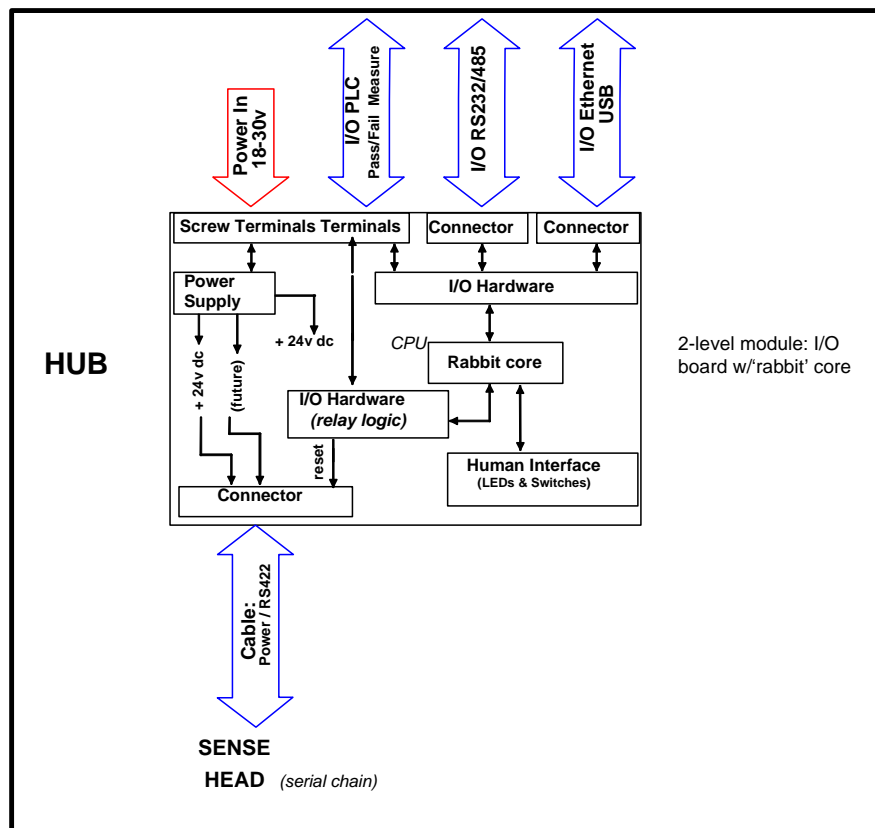 Power In
18-30v
I/O PLC
Pass/Fail Measure
I/O RS232/485
I/O Ethernet
USB
Screw Terminals Terminals
Connector
Connector
Power
Supply
I/O Hardware
+ 24v dc
CPU
Rabbit core
HUB
2-level module: I/O
board w/‘rabbit’ core
+ 24v dc
(future)
I/O Hardware
(relay logic)
reset
Human Interface
(LEDs & Switches)
Connector
Cable:
Power / RS422
SENSE
HEAD (serial chain)